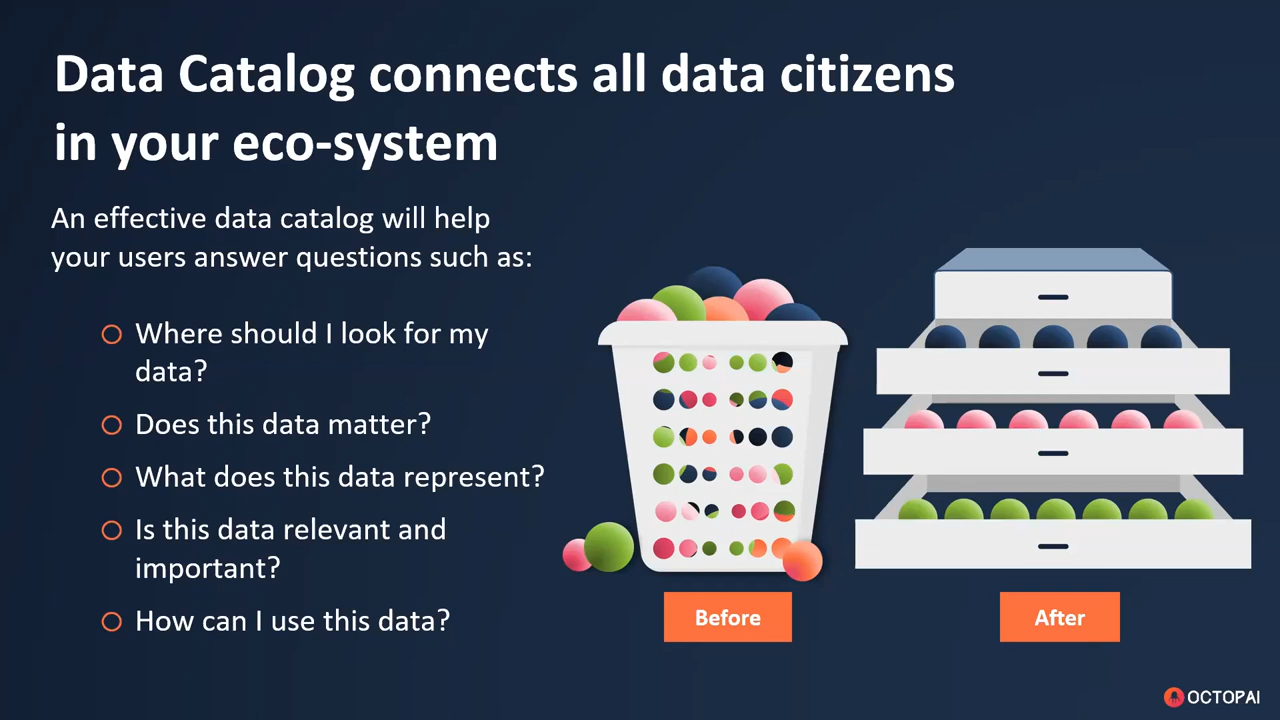 Data Catalog connects all data citizens
in your eco-system
An effective data catalog will help
your users answer questions such as:
Where should I look for my
data?
Does this data matter?
What does this data represent?
Is this data relevant and
important?
How can I use this data?
Before
After
OCTOPAI